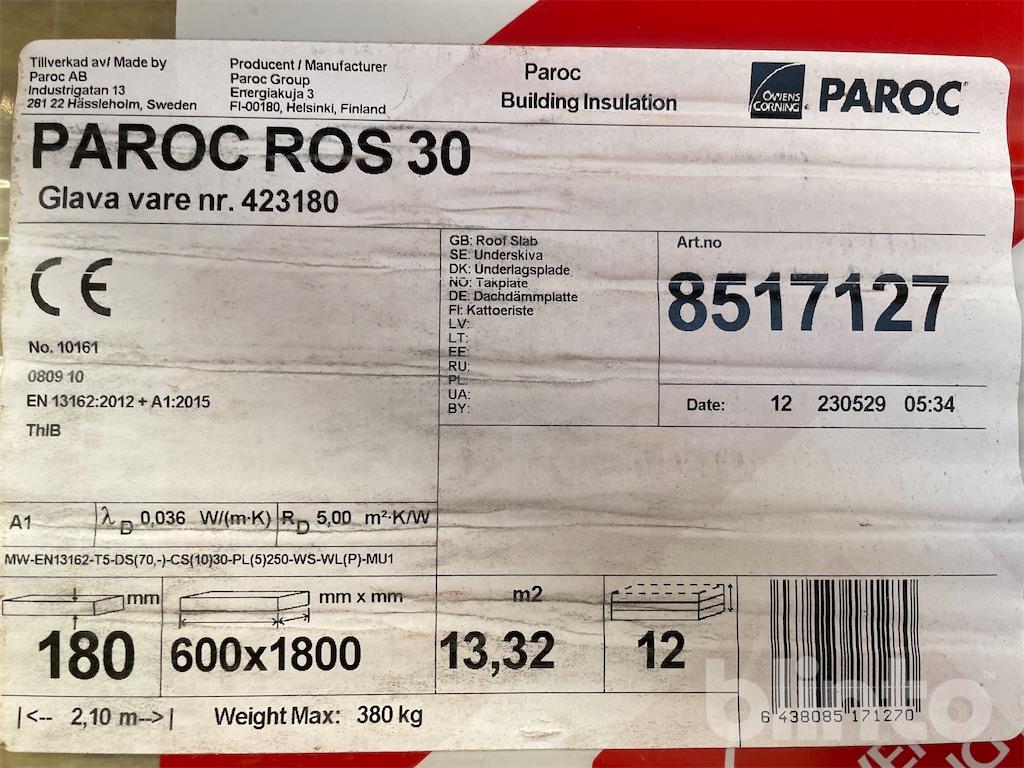 Tillverkad av/ Made by
Paroc AB
Industrigatan 13
281 22 Hässleholm, Sweden
Producent / Manufacturer
Paroc Group
Energiakuja 3
FI-00180, Helsinki, Finland
Paroc
Building Insulation
OWENS
CORNING
PAROC®
PAROC ROS 30
Glava vare nr. 423180
CE
No. 10161
0809 10
EN 13162:2012 + A1:2015
ThIB
GB: Roof Slab
SE: Underskiva
DK: Underlagsplade
NO: Takplate
DE: Dachdämmplatte
FI: Kattoeriste
LV:
LT:
EE:
RU:
PL:
UA:
BY:
Art.no
8517127
Date: 12 230529 05:34
A1 λD 0,036 W/(m·K) RD 5,00 m²·K/W
MW-EN13162-T5-DS(70,-)-CS(10)30-PL(5)250-WS-WL(P)-MU1
mm
180
mm x mm
600x1800
m2
13,32
12
|<-- 2,10 m-->| Weight Max: 380 kg
6 438085 171270
blinto™